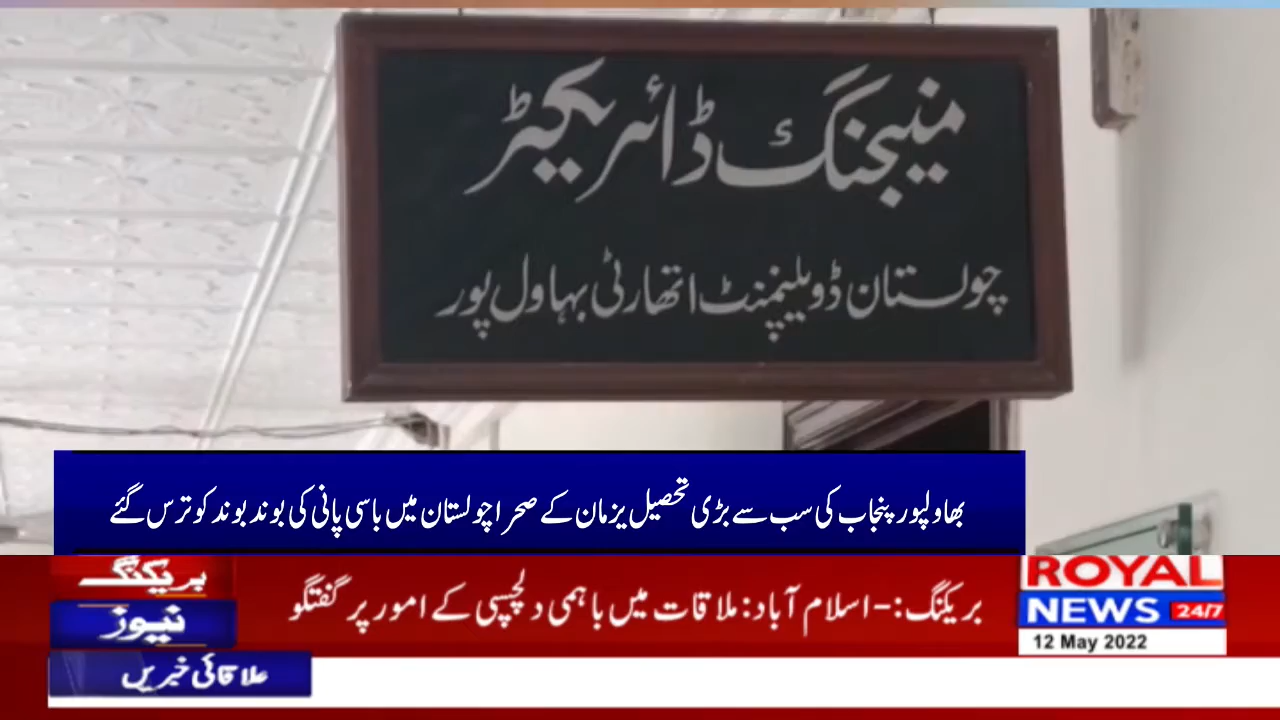 منیجنگ ڈائریکٹر
چولستان ڈویلپمنٹ اتھارٹی بہاول پور
بھاولپور پنجاب کی سب سے بڑی تحصیل یزمان کے صحرا چولستان میں باسی پانی کی بوند بوند کو ترس گئے
بریکنگ
نیوز
بریکنگ:- اسلام آباد: ملاقات میں باہمی دلچسپی کے امور پر گفتگو
ROYAL
NEWS 24/7
12 May 2022
علاقائی خبریں